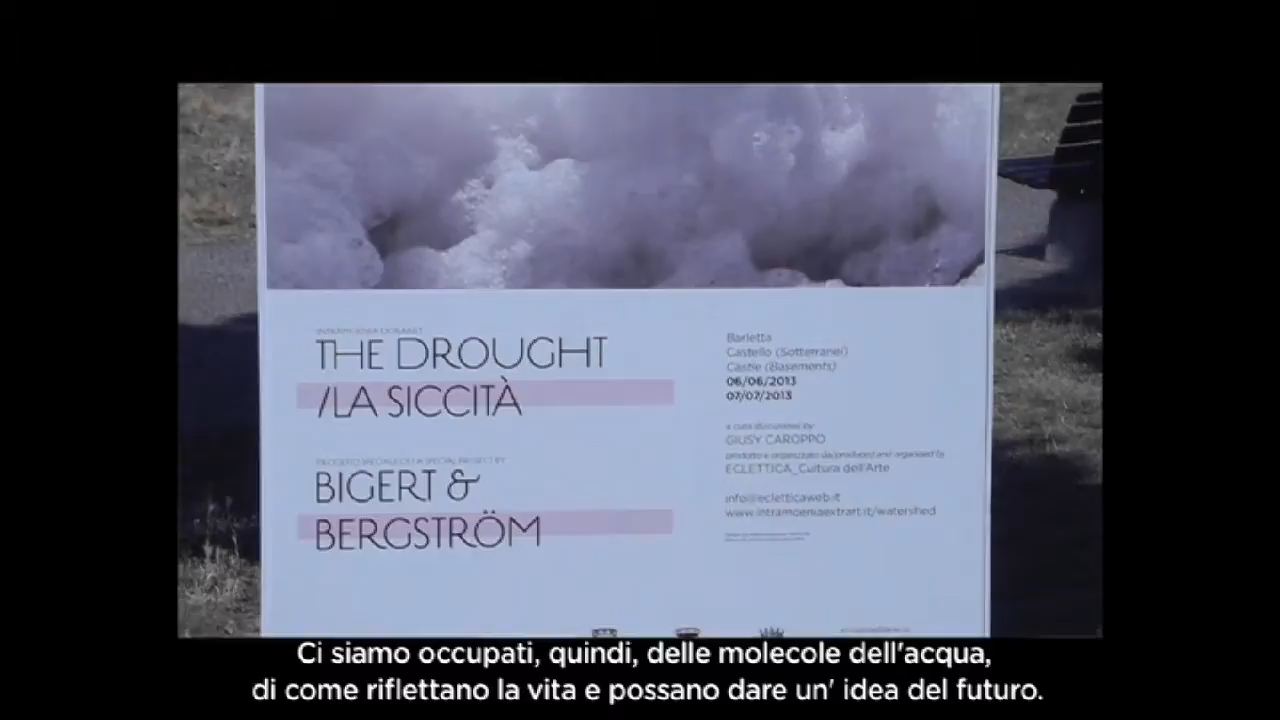 THE DROUGHT
/LA SICCITÀ
BIGERT &
BERGSTRÖM
Barletta
Castello (Sotterranei)
Castle (Basements)
06/06/2013
07/07/2013
a cura di/curated by
GIUSY CAROPPO
prodotto e organizzato da/produced and organised by
ECLETTICA_Cultura dell'Arte
info@ecletticaweb.it
www.intramoeniaextrart.it/watershed
Ci siamo occupati, quindi, delle molecole dell'acqua,
di come riflettano la vita e possano dare un' idea del futuro.